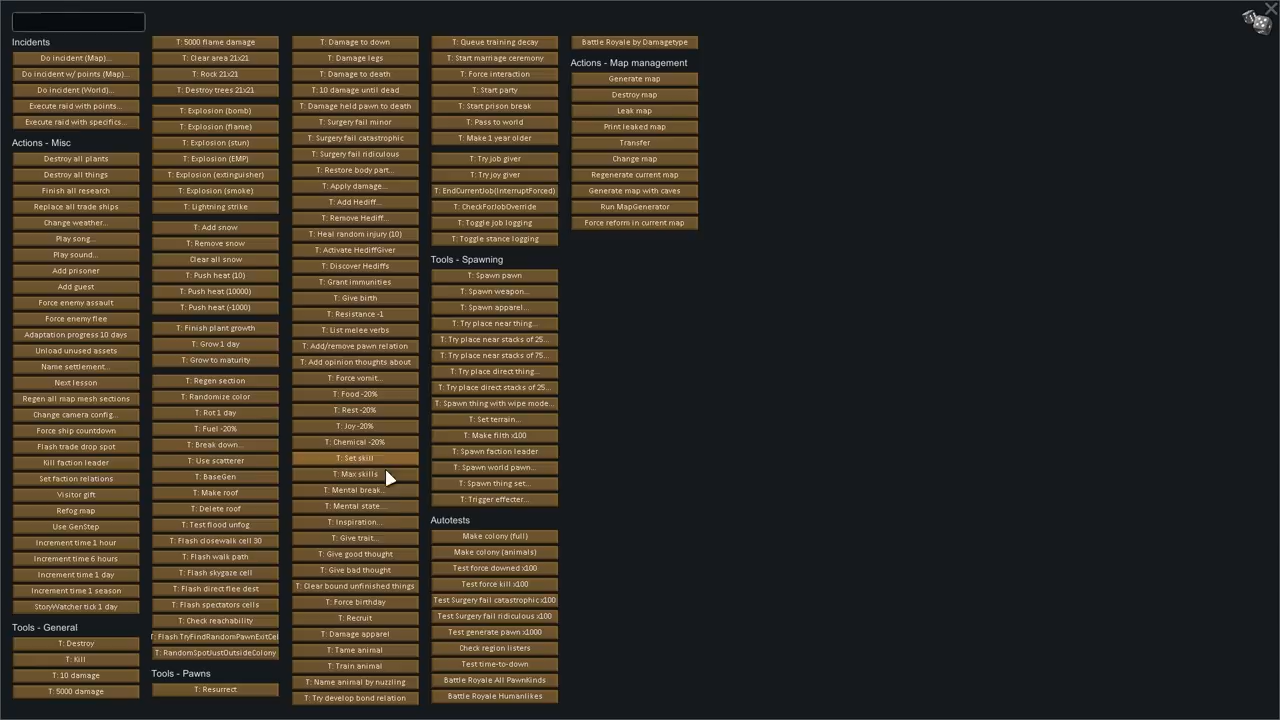 Incidents
Do incident (Map)...
Do incident w/ points (Map)...
Do incident (World)...
Execute raid with points...
Execute raid with specifics...
Actions - Misc
Destroy all plants
Destroy all things
Finish all research
Replace all trade ships
Change weather...
Play song...
Play sound...
Add prisoner
Add guest
Force enemy assault
Force enemy flee
Adaptation progress 10 days
Unload unused assets
Name settlement...
Next lesson
Regen all map mesh sections
Change camera config...
Force ship countdown
Flash trade drop spot
Kill faction leader
Set faction relations
Visitor gift
Refog map
Use GenStep
Increment time 1 hour
Increment time 6 hours
Increment time 1 day
Increment time 1 season
StoryWatcher tick 1 day
Tools - General
T: Destroy
T: Kill
T: 10 damage
T: 5000 damage
T: 5000 flame damage
T: Clear area 21x21
T: Rock 21x21
T: Destroy trees 21x21
T: Explosion (bomb)
T: Explosion (flame)
T: Explosion (stun)
T: Explosion (EMP)
T: Explosion (extinguisher)
T: Explosion (smoke)
T: Lightning strike
T: Add snow
T: Remove snow
Clear all snow
T: Push heat (10)
T: Push heat (10000)
T: Push heat (-1000)
T: Finish plant growth
T: Grow 1 day
T: Grow to maturity
T: Regen section
T: Randomize color
T: Rot 1 day
T: Fuel -20%
T: Break down...
T: Use scatterer
T: BaseGen
T: Make roof
T: Delete roof
T: Test flood unfog
T: Flash closewalk cell 30
T: Flash walk path
T: Flash skygaze cell
T: Flash direct flee dest
T: Flash spectators cells
T: Check reachability
T: Flash TryFindRandomPawnExitCel
T: RandomSpotJustOutsideColony
Tools - Pawns
T: Resurrect
T: Damage to down
T: Damage legs
T: Damage to death
T: 10 damage until dead
T: Damage held pawn to death
T: Surgery fail minor
T: Surgery fail catastrophic
T: Surgery fail ridiculous
T: Restore body part...
T: Apply damage...
T: Add Hediff...
T: Remove Hediff...
T: Heal random injury (10)
T: Activate HediffGiver
T: Discover Hediffs
T: Grant immunities
T: Give birth
T: Resistance -1
T: List melee verbs
T: Add/remove pawn relation
T: Add opinion thoughts about
T: Force vomit...
T: Food -20%
T: Rest -20%
T: Joy -20%
T: Chemical -20%
T: Set skill
T: Max skills
T: Mental break...
T: Mental state...
T: Inspiration...
T: Give trait...
T: Give good thought
T: Give bad thought
T: Clear bound unfinished things
T: Force birthday
T: Recruit
T: Damage apparel
T: Tame animal
T: Train animal
T: Name animal by nuzzling
T: Try develop bond relation
T: Queue training decay
T: Start marriage ceremony
T: Force interaction
T: Start party
T: Start prison break
T: Pass to world
T: Make 1 year older
T: Try job giver
T: Try joy giver
T: EndCurrentJob(InterruptForced)
T: CheckForJobOverride
T: Toggle job logging
T: Toggle stance logging
Tools - Spawning
T: Spawn pawn
T: Spawn weapon...
T: Spawn apparel...
T: Try place near thing...
T: Try place near stacks of 25...
T: Try place near stacks of 75...
T: Try place direct thing...
T: Try place direct stacks of 25...
T: Spawn thing with wipe mode...
T: Set terrain...
T: Make filth x100
T: Spawn faction leader
T: Spawn world pawn...
T: Spawn thing set...
T: Trigger effecter...
Autotests
Make colony (full)
Make colony (animals)
Test force downed x100
Test force kill x100
Test Surgery fail catastrophic x100
Test Surgery fail ridiculous x100
Test generate pawn x1000
Check region listers
Test time-to-down
Battle Royale All PawnKinds
Battle Royale Humanlikes
Battle Royale by Damagetype
Actions - Map management
Generate map
Destroy map
Leak map
Print leaked map
Transfer
Change map
Regenerate current map
Generate map with caves
Run MapGenerator
Force reform in current map